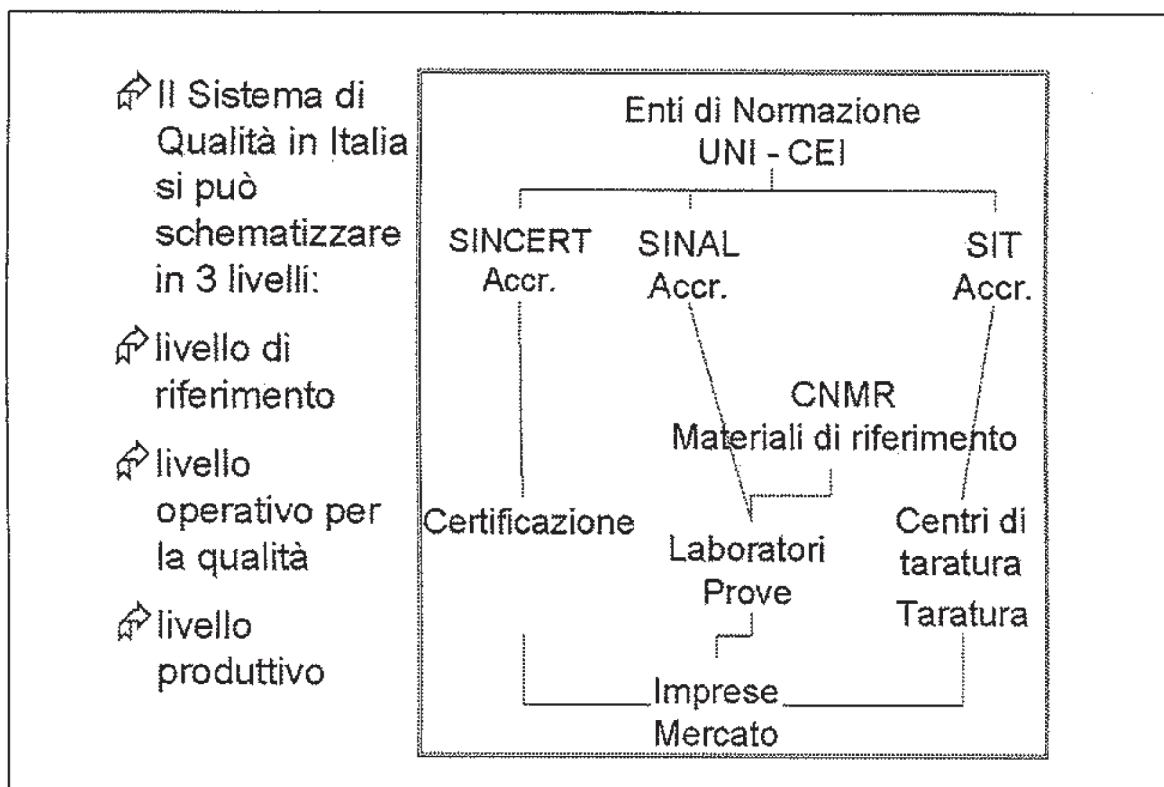 Il Sistema di
Qualità in Italia
si può
schematizzare
in 3 livelli:
livello di
riferimento
livello
operativo per
la qualità
livello
produttivo
Enti di Normazione
UNI - CEI
SINCERT
Accr.
SINAL
Accr.
SIT
Accr.
CNMR
Materiali di riferimento
Certificazione
Laboratori
Prove
Centri di
taratura
Taratura
Imprese
Mercato